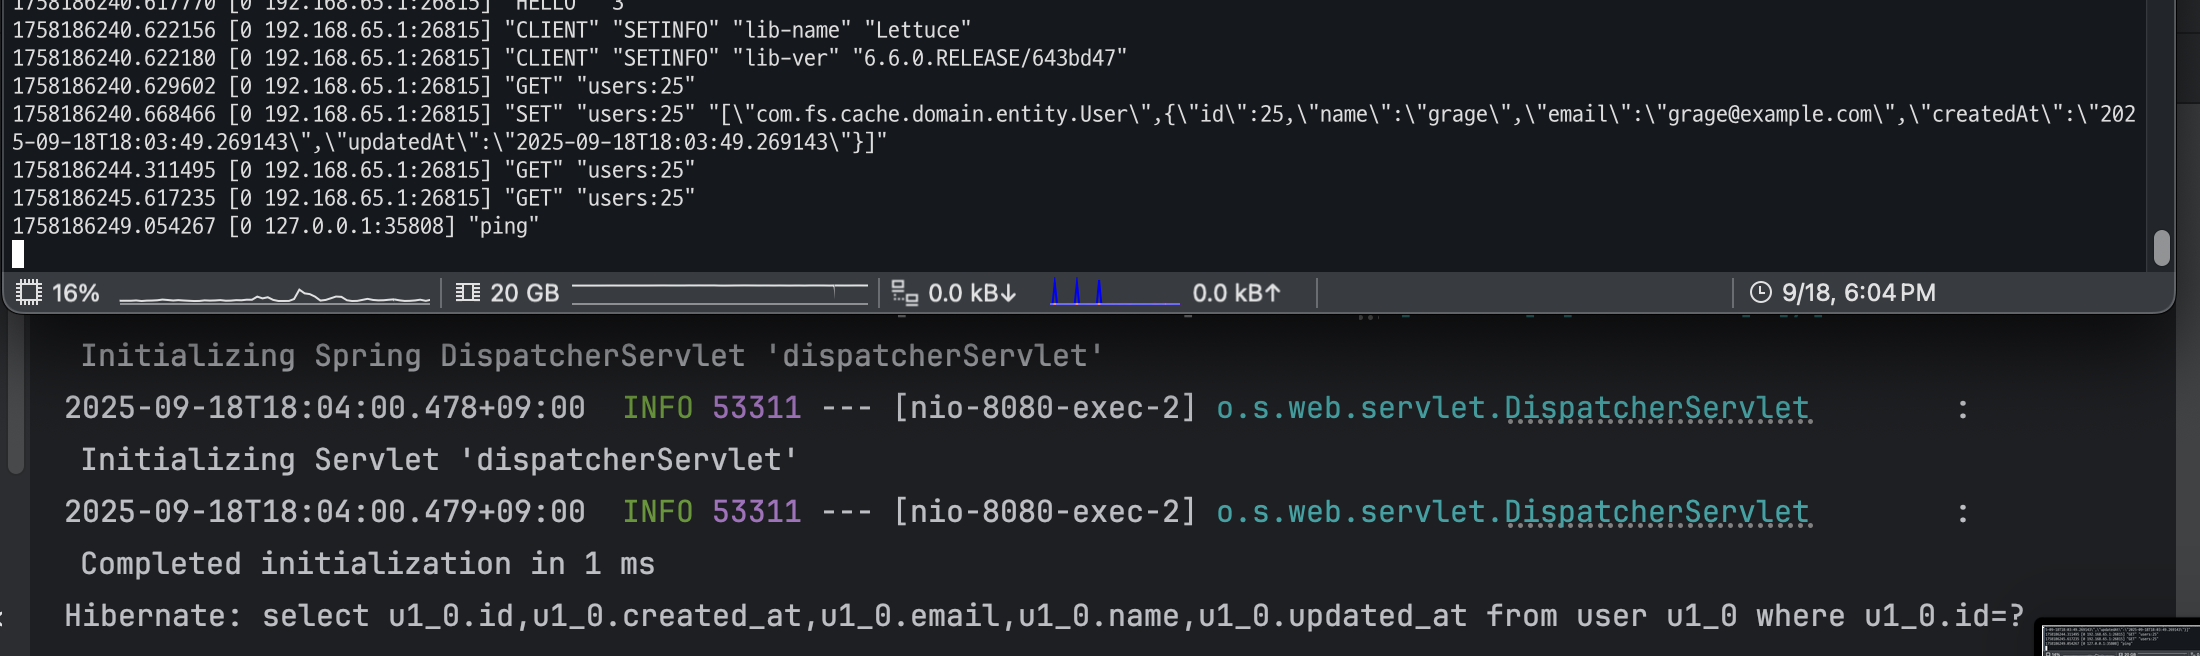 1758186240.617770 [0 192.168.65.1:26815] "HELLO" "3"
1758186240.622156 [0 192.168.65.1:26815] "CLIENT" "SETINFO" "lib-name" "Lettuce"
1758186240.622180 [0 192.168.65.1:26815] "CLIENT" "SETINFO" "lib-ver" "6.6.0.RELEASE/643bd47"
1758186240.629602 [0 192.168.65.1:26815] "GET" "users:25"
1758186240.668466 [0 192.168.65.1:26815] "SET" "users:25" "[\"com.fs.cache.domain.entity.User\",{\"id\":25,\"name\":\"grage\",\"email\":\"grage@example.com\",\"createdAt\":\"202
5-09-18T18:03:49.269143\",\"updatedAt\":\"2025-09-18T18:03:49.269143\"}]"
1758186244.311495 [0 192.168.65.1:26815] "GET" "users:25"
1758186245.617235 [0 192.168.65.1:26815] "GET" "users:25"
1758186249.054267 [0 127.0.0.1:35808] "ping"
16% 20 GB 0.0 kB↓ 0.0 kB↑ 9/18, 6:04 PM
Initializing Spring DispatcherServlet 'dispatcherServlet'
2025-09-18T18:04:00.478+09:00  INFO 53311 --- [nio-8080-exec-2] o.s.web.servlet.DispatcherServlet        :
Initializing Servlet 'dispatcherServlet'
2025-09-18T18:04:00.479+09:00  INFO 53311 --- [nio-8080-exec-2] o.s.web.servlet.DispatcherServlet        :
Completed initialization in 1 ms
Hibernate: select u1_0.id,u1_0.created_at,u1_0.email,u1_0.name,u1_0.updated_at from user u1_0 where u1_0.id=?